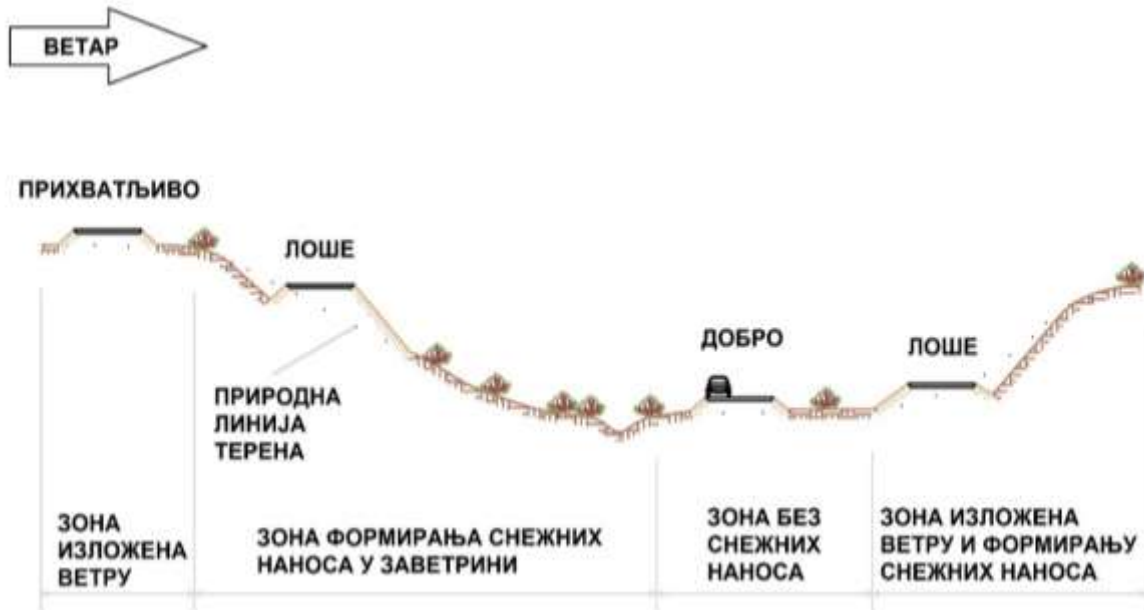 ВЕТАР
ПРИХВАТЉИВО
ЛОШЕ
ПРИРОДНА
ЛИНИЈА
ТЕРЕНА
ДОБРО
ЛОШЕ
ЗОНА
ИЗЛОЖЕНА
ВЕТРУ
ЗОНА ФОРМИРАЊА СНЕЖНИХ
НАНОСА У ЗАВЕТРИНИ
ЗОНА БЕЗ
СНЕЖНИХ
НАНОСА
ЗОНА ИЗЛОЖЕНА
ВЕТРУ И ФОРМИРАЊУ
СНЕЖНИХ НАНОСА